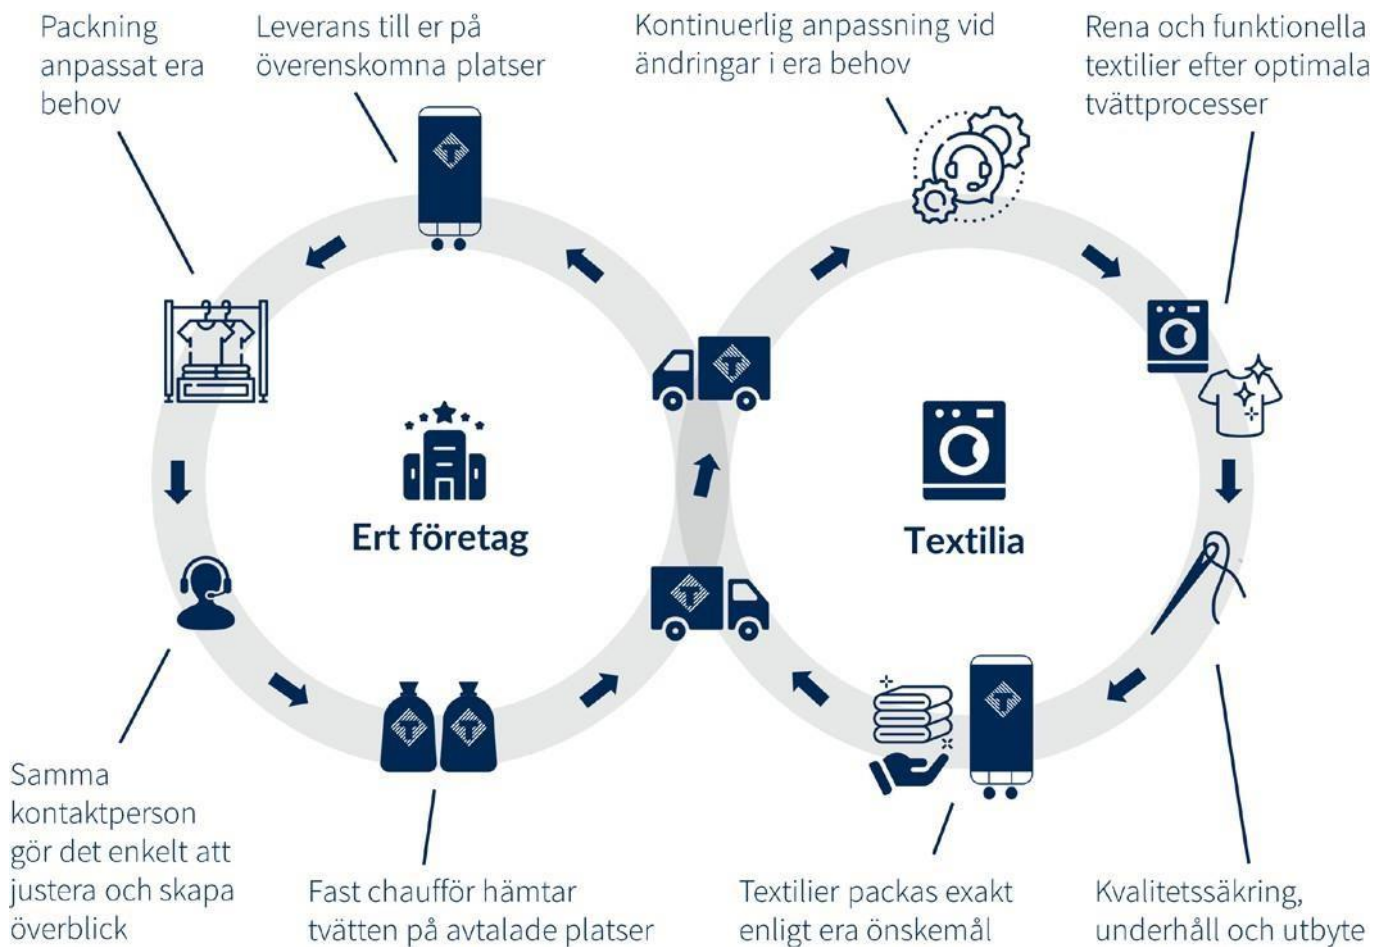 Packning
anpassat era
behov
Leverans till er på
överenskomna platser
Kontinuerlig anpassning vid
ändringar i era behov
Rena och funktionella
textilier efter optimala
tvättprocesser
Ert företag
Textilia
Samma
kontaktperson
gör det enkelt att
justera och skapa
överblick
Fast chaufför hämtar
tvätten på avtalade platser
Textilier packas exakt
enligt era önskemål
Kvalitetssäkring,
underhåll och utbyte